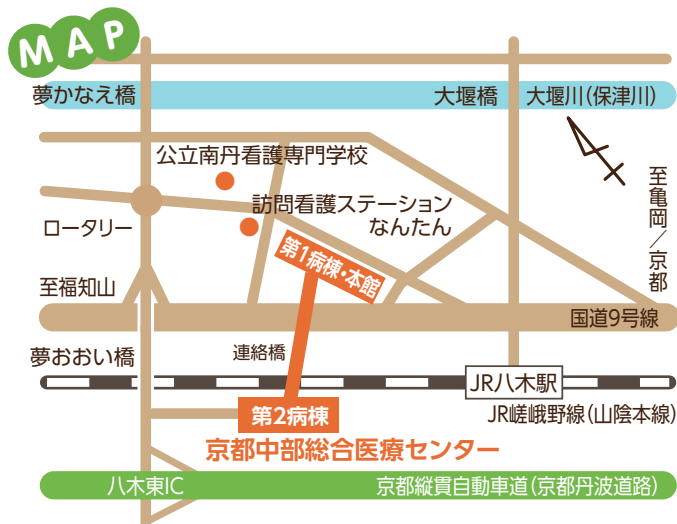 MAP
夢かなえ橋
大堰橋
大堰川(保津川)
公立南丹看護専門学校
至亀岡/京都
訪問看護ステーション
なんたん
ロータリー
第1病棟・本館
至福知山
国道9号線
連絡橋
夢おおい橋
JR八木駅
第2病棟
JR嵯峨野線(山陰本線)
京都中部総合医療センター
八木東IC
京都縦貫自動車道(京都丹波道路)